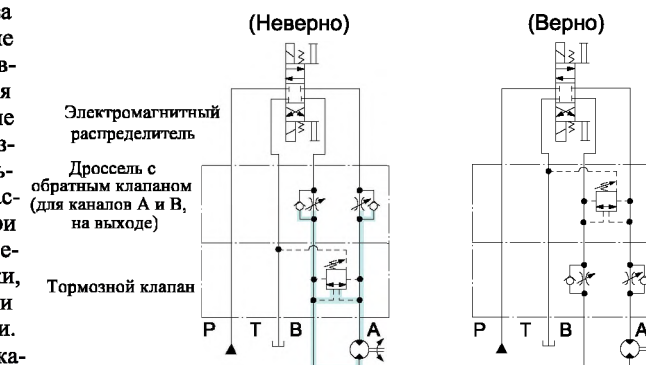 (Неверно)
(Верно)
Электромагнитный
распределитель
Дроссель с
обратным клапаном
(для каналов А и В,
на выходе)
Тормозной клапан
P T B A
P T B A